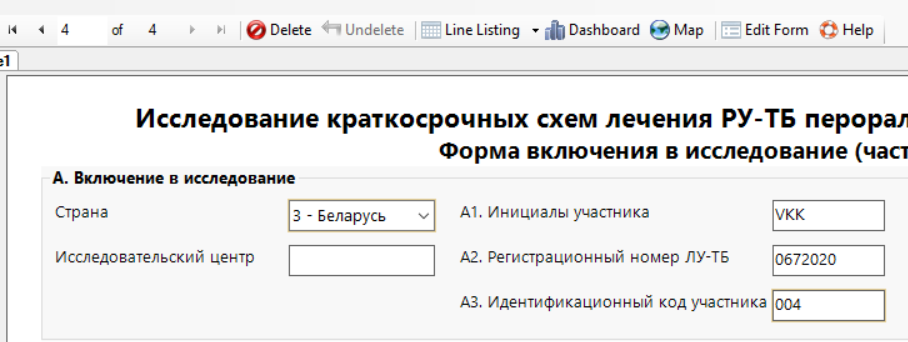 4 of 4 Delete Undelete Line Listing Dashboard Map Edit Form Help
e1
Исследование краткосрочных схем лечения РУ-ТБ перорал
Форма включения в исследование (част
А. Включение в исследование
Страна 3 - Беларусь А1. Инициалы участника VKK
Исследовательский центр А2. Регистрационный номер ЛУ-ТБ 0672020
А3. Идентификационный код участника 004